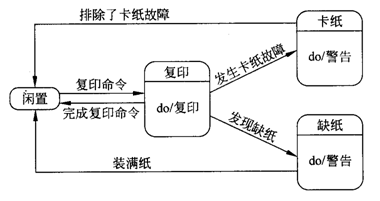 排除了卡纸故障
卡纸
do/警告
复印
发生卡纸故障
复印命令
闲置
do/复印
完成复印命令
发现缺纸
缺纸
do/警告
装满纸